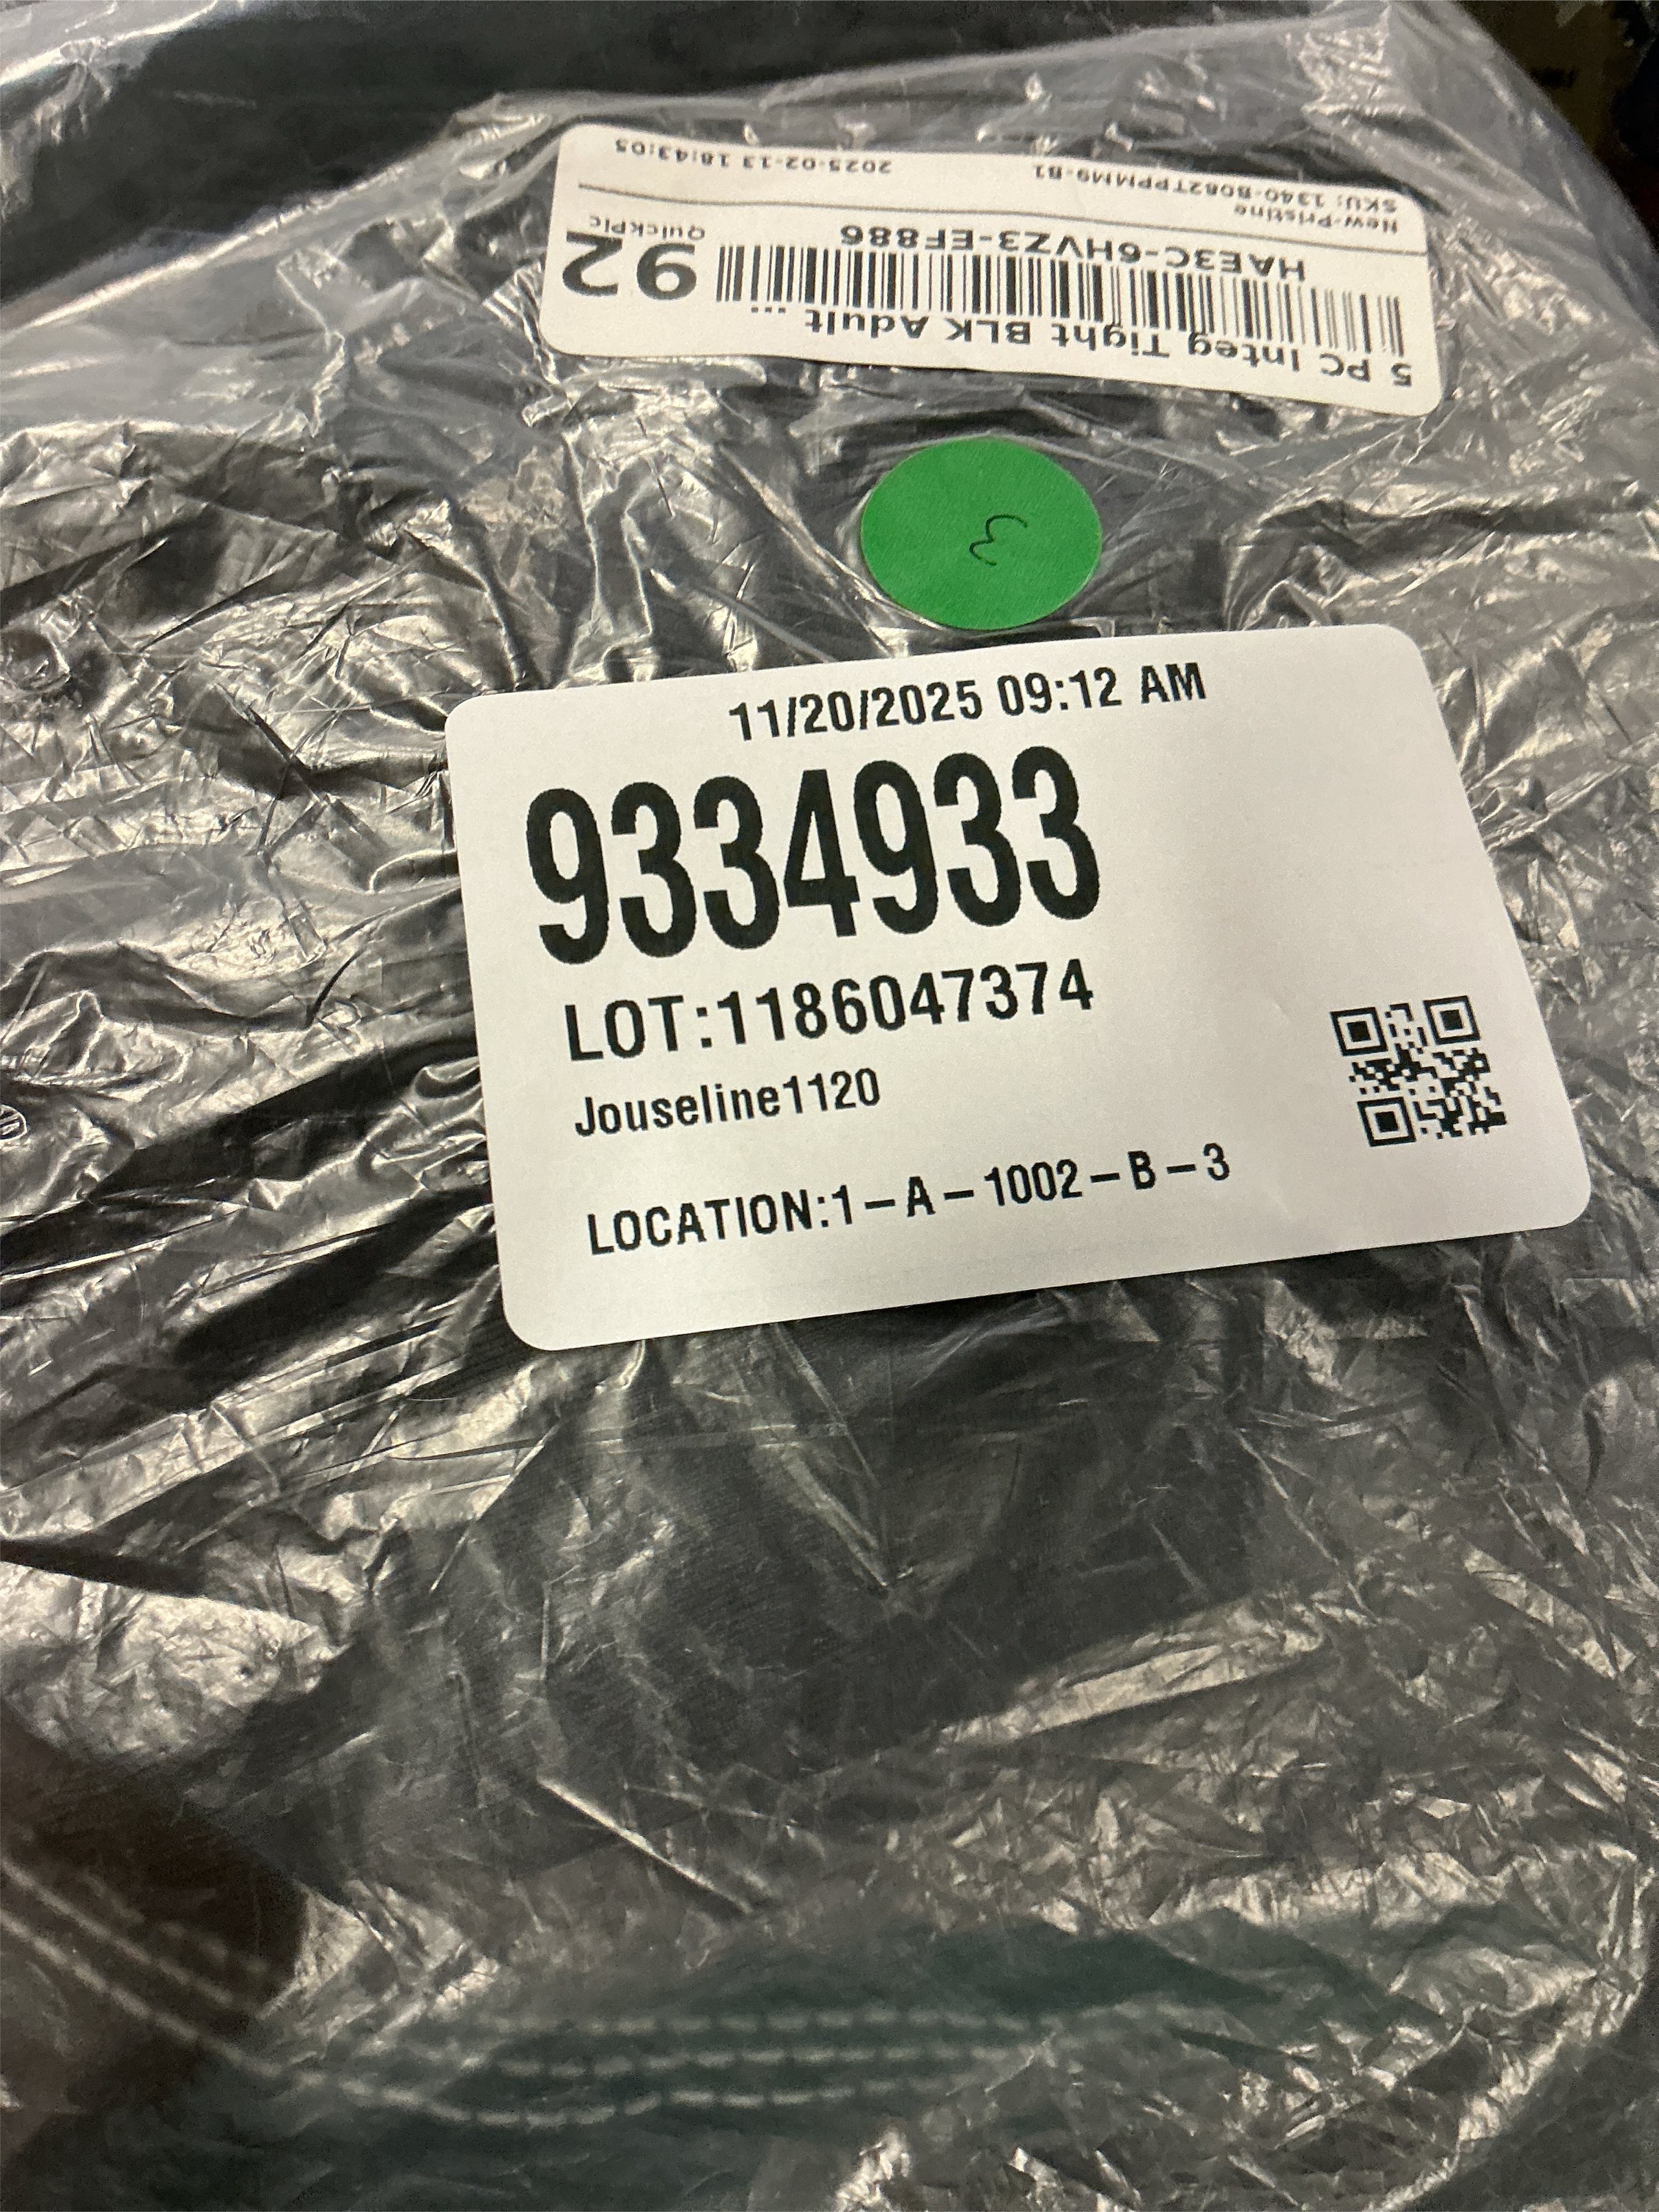 5 PC Integ Tight BLK Adult ...
HAE3C-6HVZ3-EF886
92
QuickPic
New-Pristine
SKU: 1340-B082TPPMM9-B1
2025-02-13 18:43:05
3
11/20/2025 09:12 AM
9334933
LOT:1186047374
Jouseline1120
LOCATION:1-A-1002-B-3